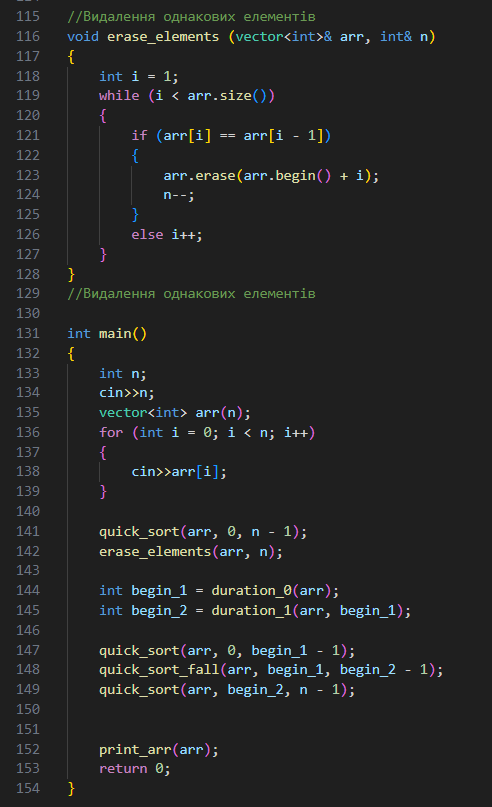 115 //Видалення однакових елементів
116 void erase_elements (vector<int>& arr, int& n)
117 {
118     int i = 1;
119     while (i < arr.size())
120     {
121         if (arr[i] == arr[i - 1])
122         {
123             arr.erase(arr.begin() + i);
124             n--;
125         }
126         else i++;
127     }
128 }
129 //Видалення однакових елементів
130
131 int main()
132 {
133     int n;
134     cin>>n;
135     vector<int> arr(n);
136     for (int i = 0; i < n; i++)
137     {
138         cin>>arr[i];
139     }
140
141     quick_sort(arr, 0, n - 1);
142     erase_elements(arr, n);
143
144     int begin_1 = duration_0(arr);
145     int begin_2 = duration_1(arr, begin_1);
146
147     quick_sort(arr, 0, begin_1 - 1);
148     quick_sort_fall(arr, begin_1, begin_2 - 1);
149     quick_sort(arr, begin_2, n - 1);
150
151
152     print_arr(arr);
153     return 0;
154 }